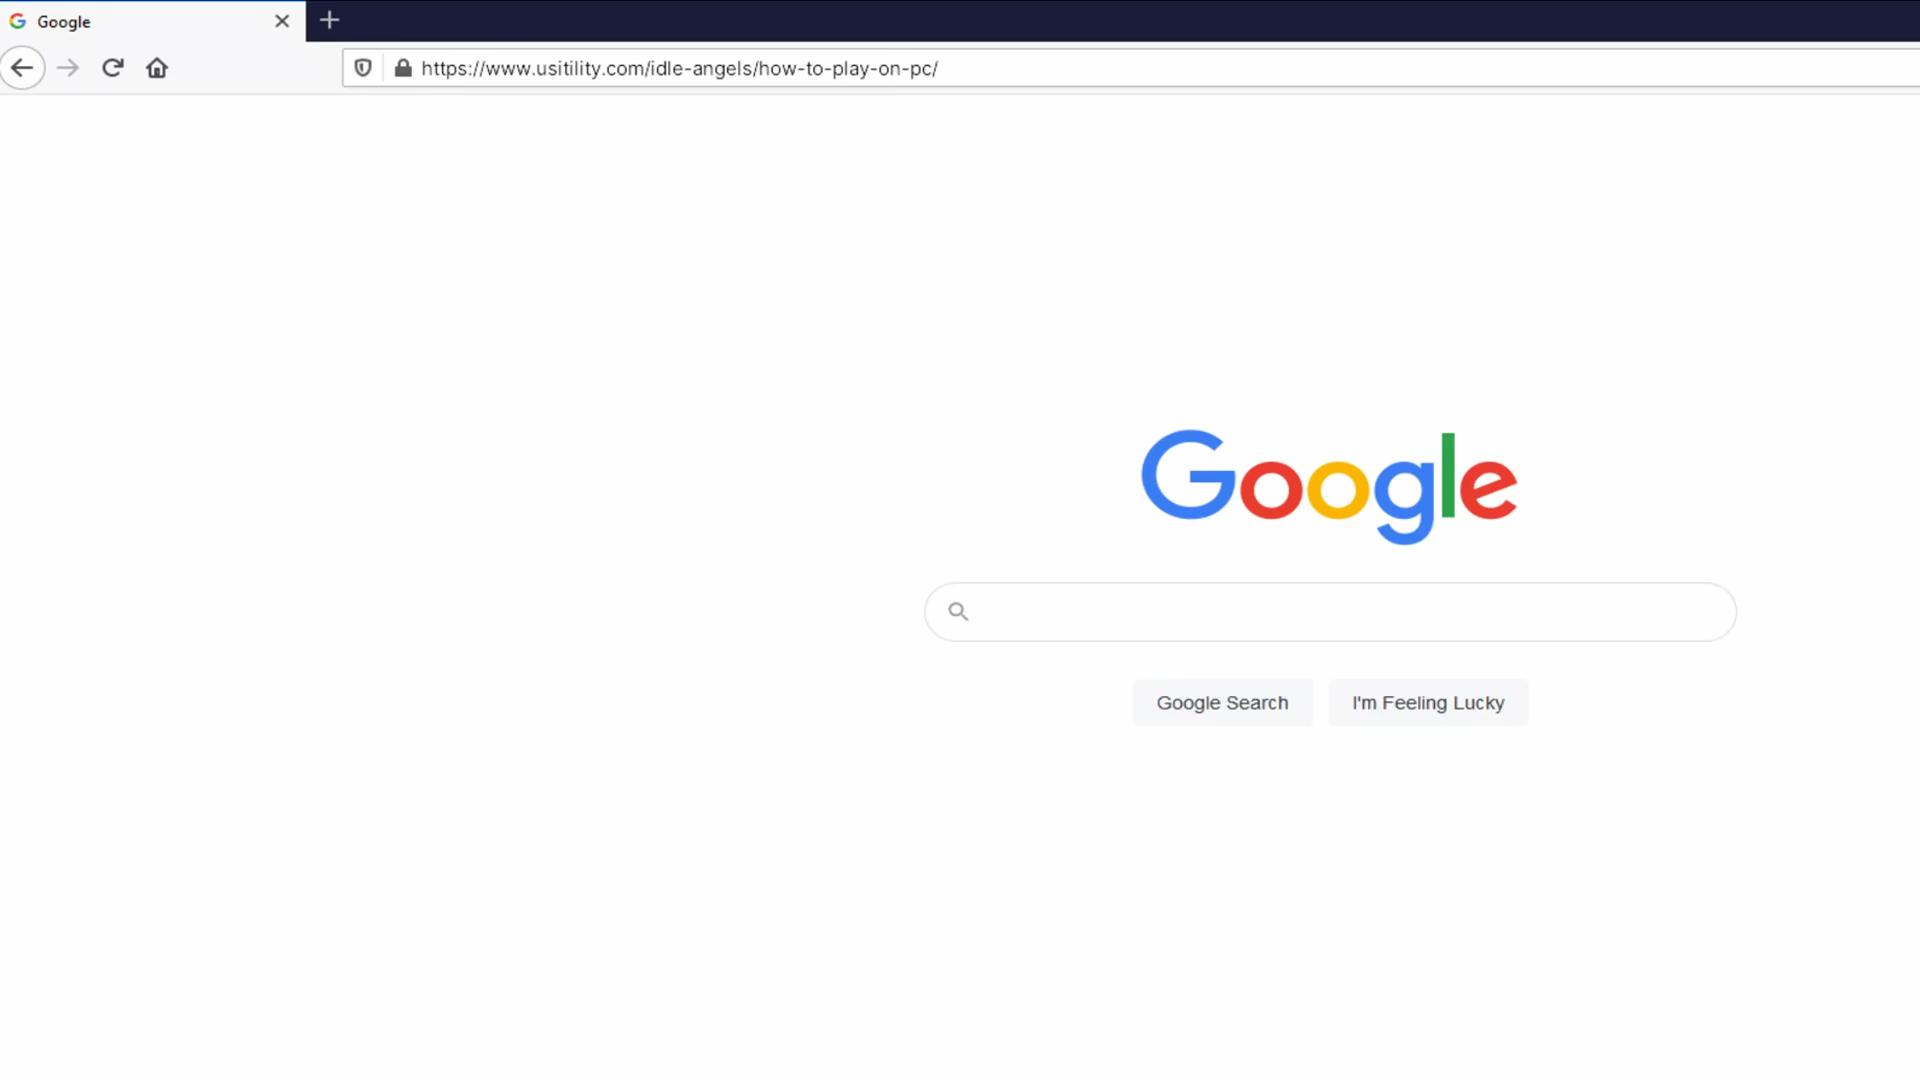 Google
https://www.usitility.com/idle-angels/how-to-play-on-pc/
Google
Google Search
I'm Feeling Lucky